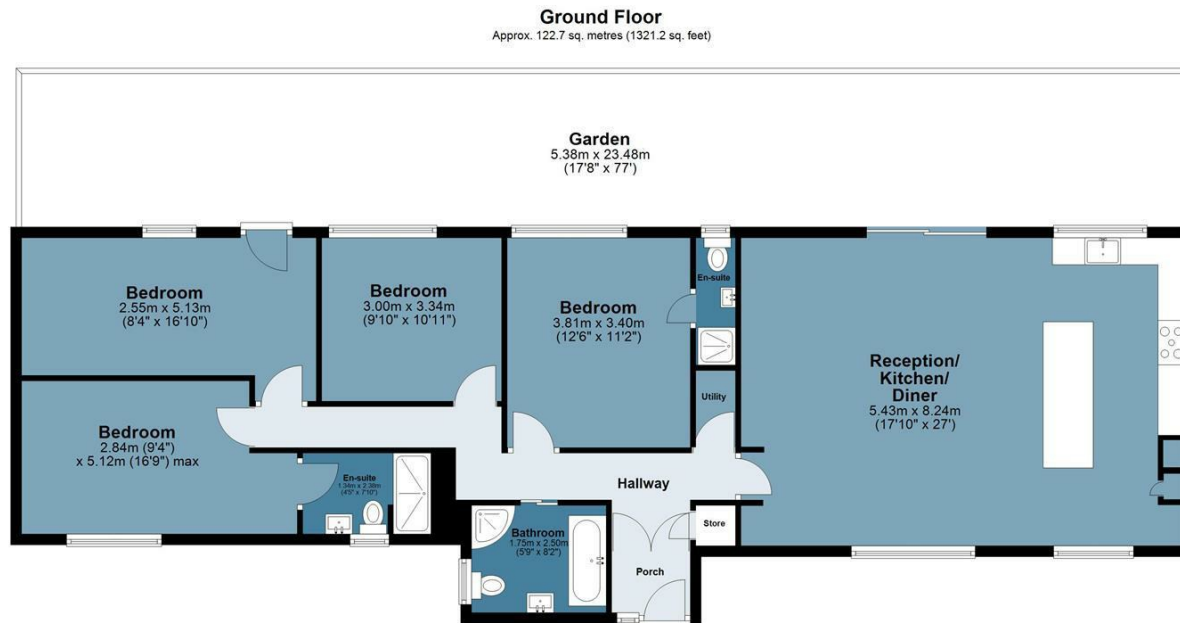 Ground Floor
Approx. 122.7 sq. metres (1321.2 sq. feet)
Garden
5.38m x 23.48m
(17'8" x 77')
Bedroom
2.55m x 5.13m
(8'4" x 16'10")
Bedroom
3.00m x 3.34m
(9'10" x 10'11")
Bedroom
3.81m x 3.40m
(12'6" x 11'2")
En-suite
Reception/
Kitchen/
Diner
5.43m x 8.24m
(17'10" x 27')
Utility
Bedroom
2.84m (9'4")
x 5.12m (16'9") max
En-suite
1.34m x 2.38m
(4'5" x 7'10")
Hallway
Store
Bathroom
1.75m x 2.50m
(5'9" x 8'2")
Porch